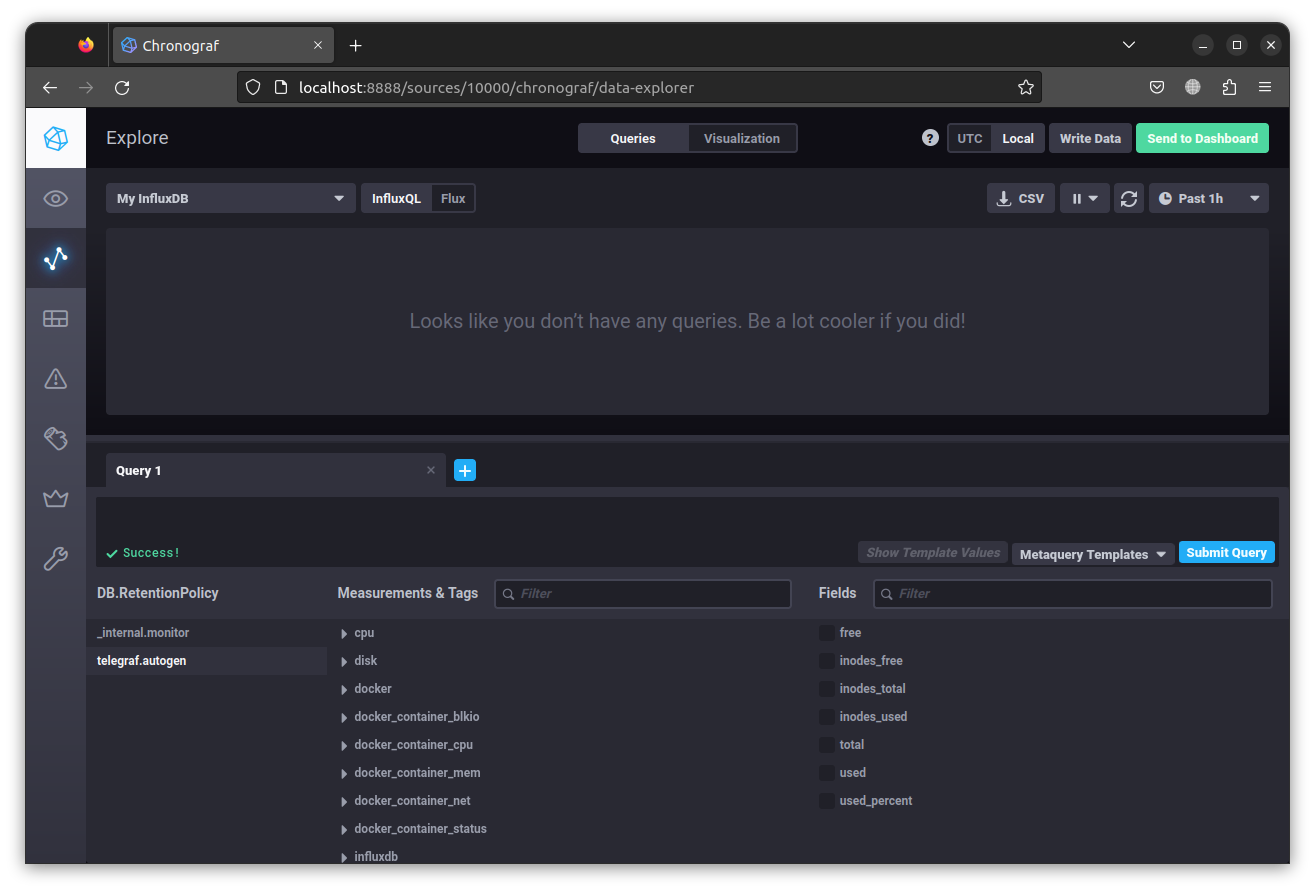 Chronograf
localhost:8888/sources/10000/chronograf/data-explorer
Explore
Queries Visualization
? UTC Local Write Data Send to Dashboard
My InfluxDB InfluxQL Flux CSV Past 1h
Looks like you don’t have any queries. Be a lot cooler if you did!
Query 1
Success!
Show Template Values Metaquery Templates Submit Query
DB.RetentionPolicy Measurements & Tags Filter Fields Filter
_internal.monitor cpu free
telegraf.autogen disk inodes_free
docker inodes_total
docker_container_blkio inodes_used
docker_container_cpu total
docker_container_mem used
docker_container_net used_percent
docker_container_status
influxdb